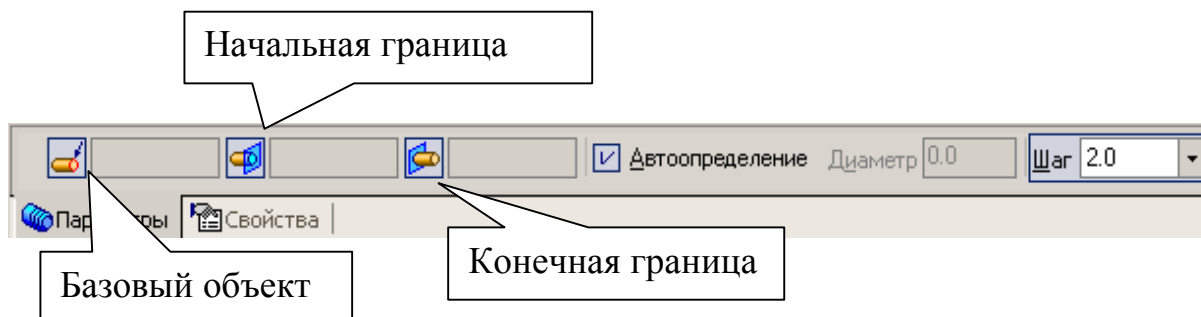 Начальная граница
Автоопределение Диаметр 0.0 Шаг 2.0
Свойства
Конечная граница
Базовый объект